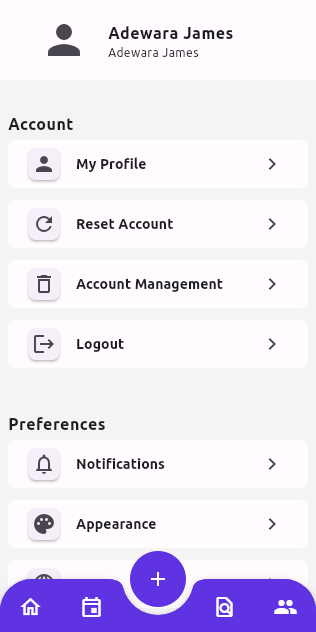 Adewara James
Adewara James
Account
My Profile
Reset Account
Account Management
Logout
Preferences
Notifications
Appearance